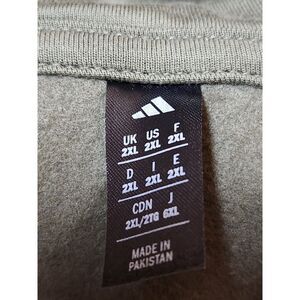 UK US F
2XL 2XL 2XL
D I E
2XL 2XL 2XL
CDN J
2XL/2TG 6XL
MADE IN
PAKISTAN